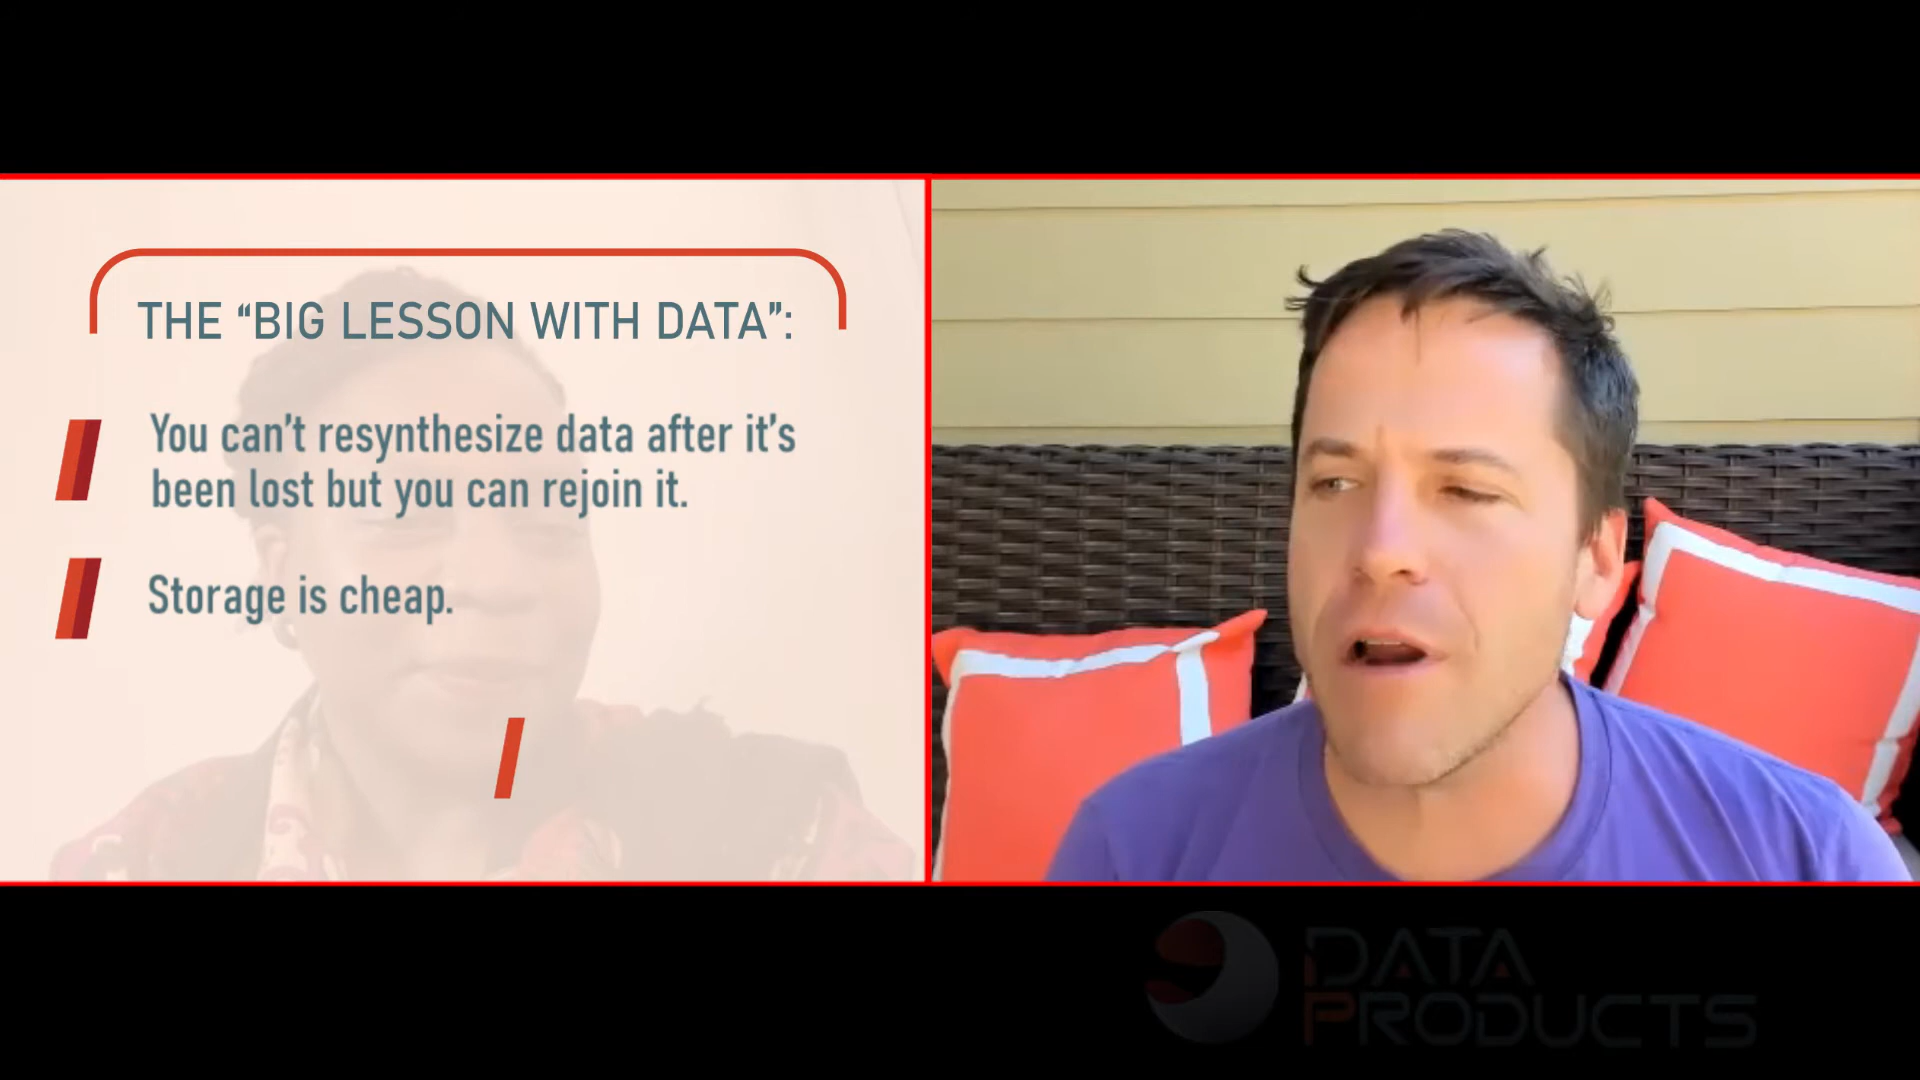 THE “BIG LESSON WITH DATA”:
You can’t resynthesize data after it’s
been lost but you can rejoin it.
Storage is cheap.
DATA
PRODUCTS